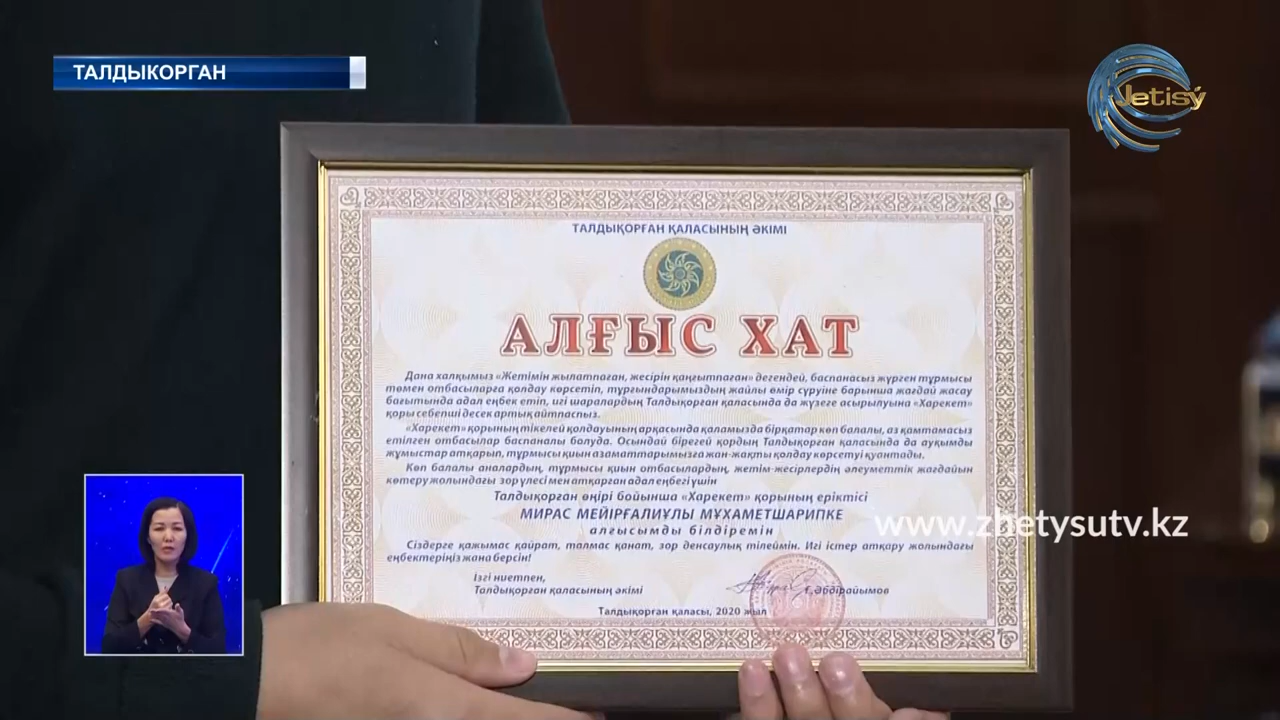 ТАЛДЫКОРГАН
Jetisý
ТАЛДЫҚОРҒАН ҚАЛАСЫНЫҢ ӘКІМІ
АЛҒЫС ХАТ
Дана халқымыз «Жетімін жылатпаған, жесірін қаңғытпаған» дегендей, баспанасыз жүрген тұрмысы
төмен отбасыларға қолдау көрсетіп, тұрғындарымыздың жайлы өмір сүруіне барынша жағдай жасау
бағытында адал еңбек етіп, игі шаралардың Талдықорған қаласында да жүзеге асырылуына «Харекет»
қоры себепші десек артық айтпаспыз.
«Харекет» қорының тікелей қолдауының арқасында қаламызда бірқатар көп балалы, аз қамтамасыз
етілген отбасылар баспаналы болуда. Осындай бірегей қордың Талдықорған қаласында да ауқымды
жұмыстар атқарып, тұрмысы қиын азаматтарымызға жан-жақты қолдау көрсетуі қуантады.
Көп балалы аналардың, тұрмысы қиын отбасылардың, жетім-жесірлердің әлеуметтік жағдайын
көтеру жолындағы зор үлесі мен атқарған адал еңбегі үшін
Талдықорған өңірі бойынша «Харекет» қорының еріктісі
МИРАС МЕЙІРҒАЛИҰЛЫ МҰХАМЕТШАРИПКЕ
алғысымды білдіремін
www.zhetysutv.kz
Сіздерге қажымас қайрат, талмас қанат, зор денсаулық тілеймін. Игі істер атқару жолындағы
еңбектеріңіз жана берсін!
Ізгі ниетпен,
Талдықорған қаласының әкімі Ғ.Әбдірайымов
Талдықорған қаласы, 2020 жыл